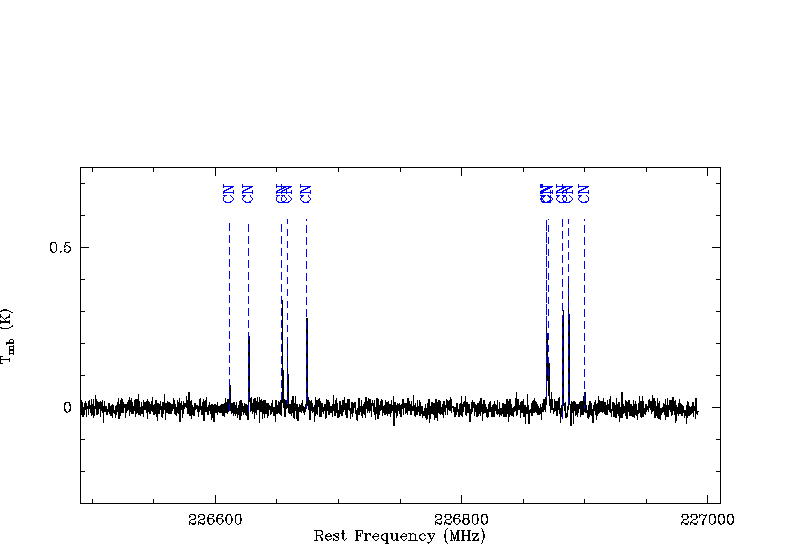 CN CN CN CN CN CN CN CN CN CN
0.5
T_mb (K)
0
226600 226800 227000
Rest Frequency (MHz)